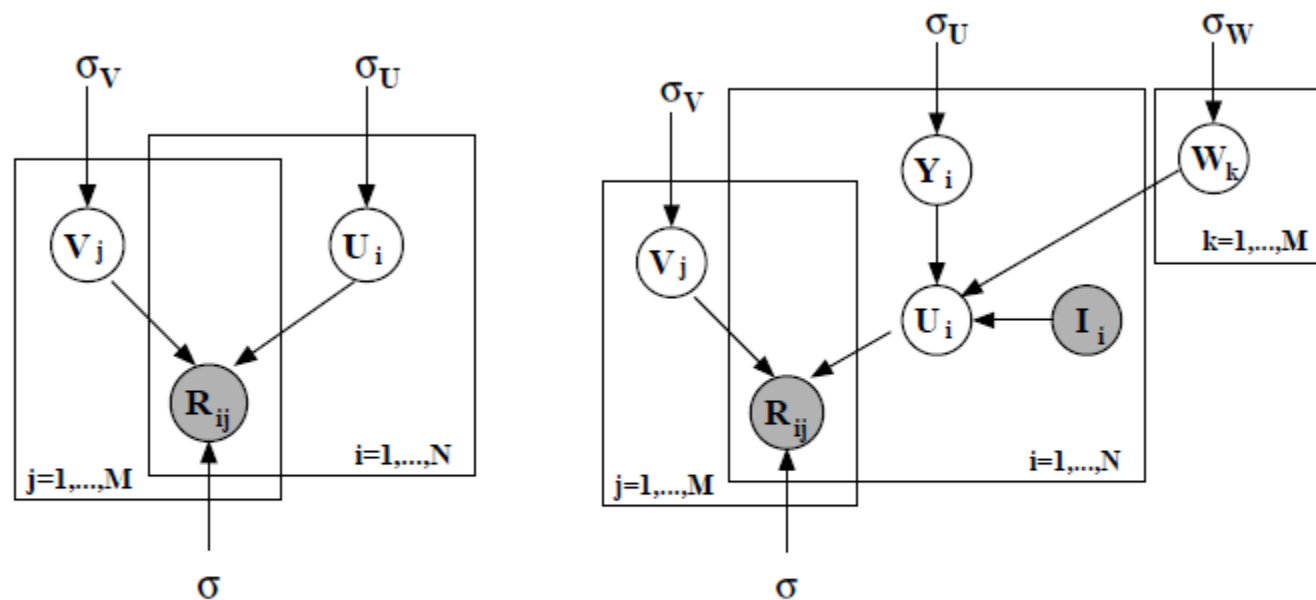 σV
σU
Vj
Ui
Rij
i=1,...,N
j=1,...,M
σ
σU
σW
σV
Yi
Wk
k=1,...,M
Vj
Ui
Ii
Rij
i=1,...,N
j=1,...,M
σ